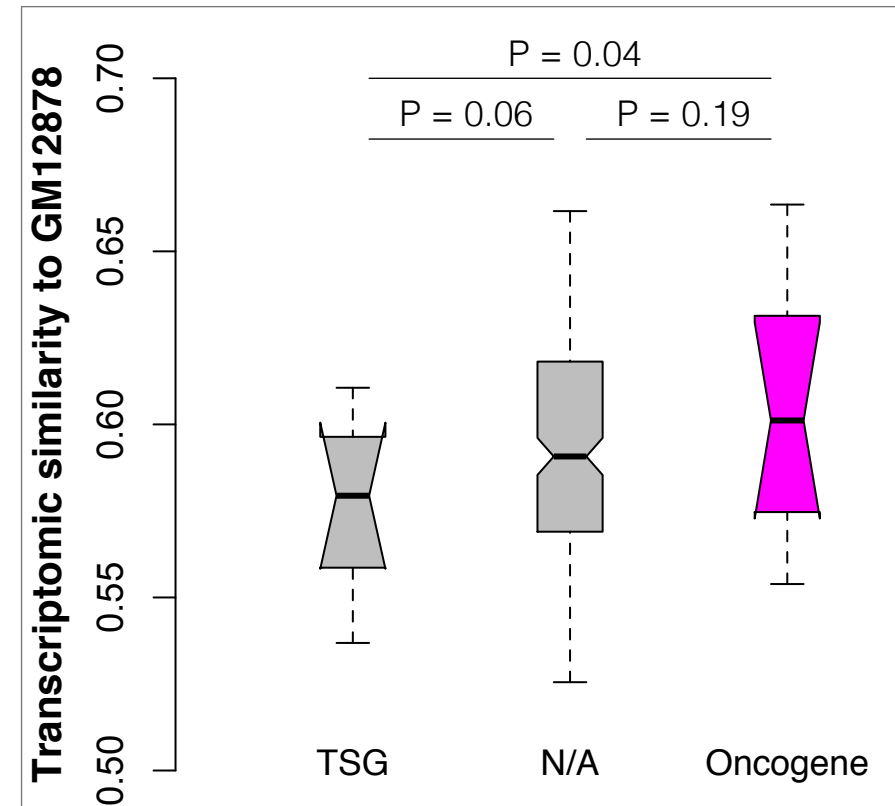 P = 0.04
P = 0.06
P = 0.19
Transcriptomic similarity to GM12878
0.70
0.65
0.60
0.55
0.50
TSG
N/A
Oncogene